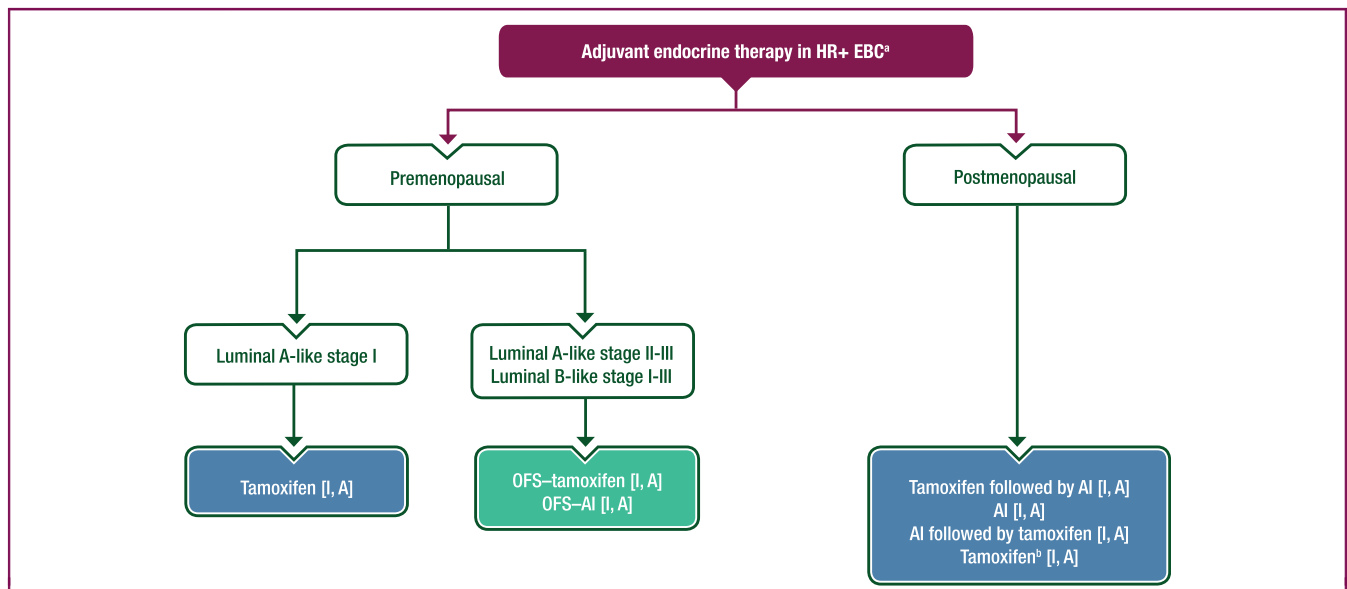 Adjuvant endocrine therapy in HR+ EBCᵃ
Premenopausal
Postmenopausal
Luminal A-like stage I
Luminal A-like stage II-III
Luminal B-like stage I-III
Tamoxifen [I, A]
OFS–tamoxifen [I, A]
OFS–AI [I, A]
Tamoxifen followed by AI [I, A]
AI [I, A]
AI followed by tamoxifen [I, A]
Tamoxifenᵇ [I, A]